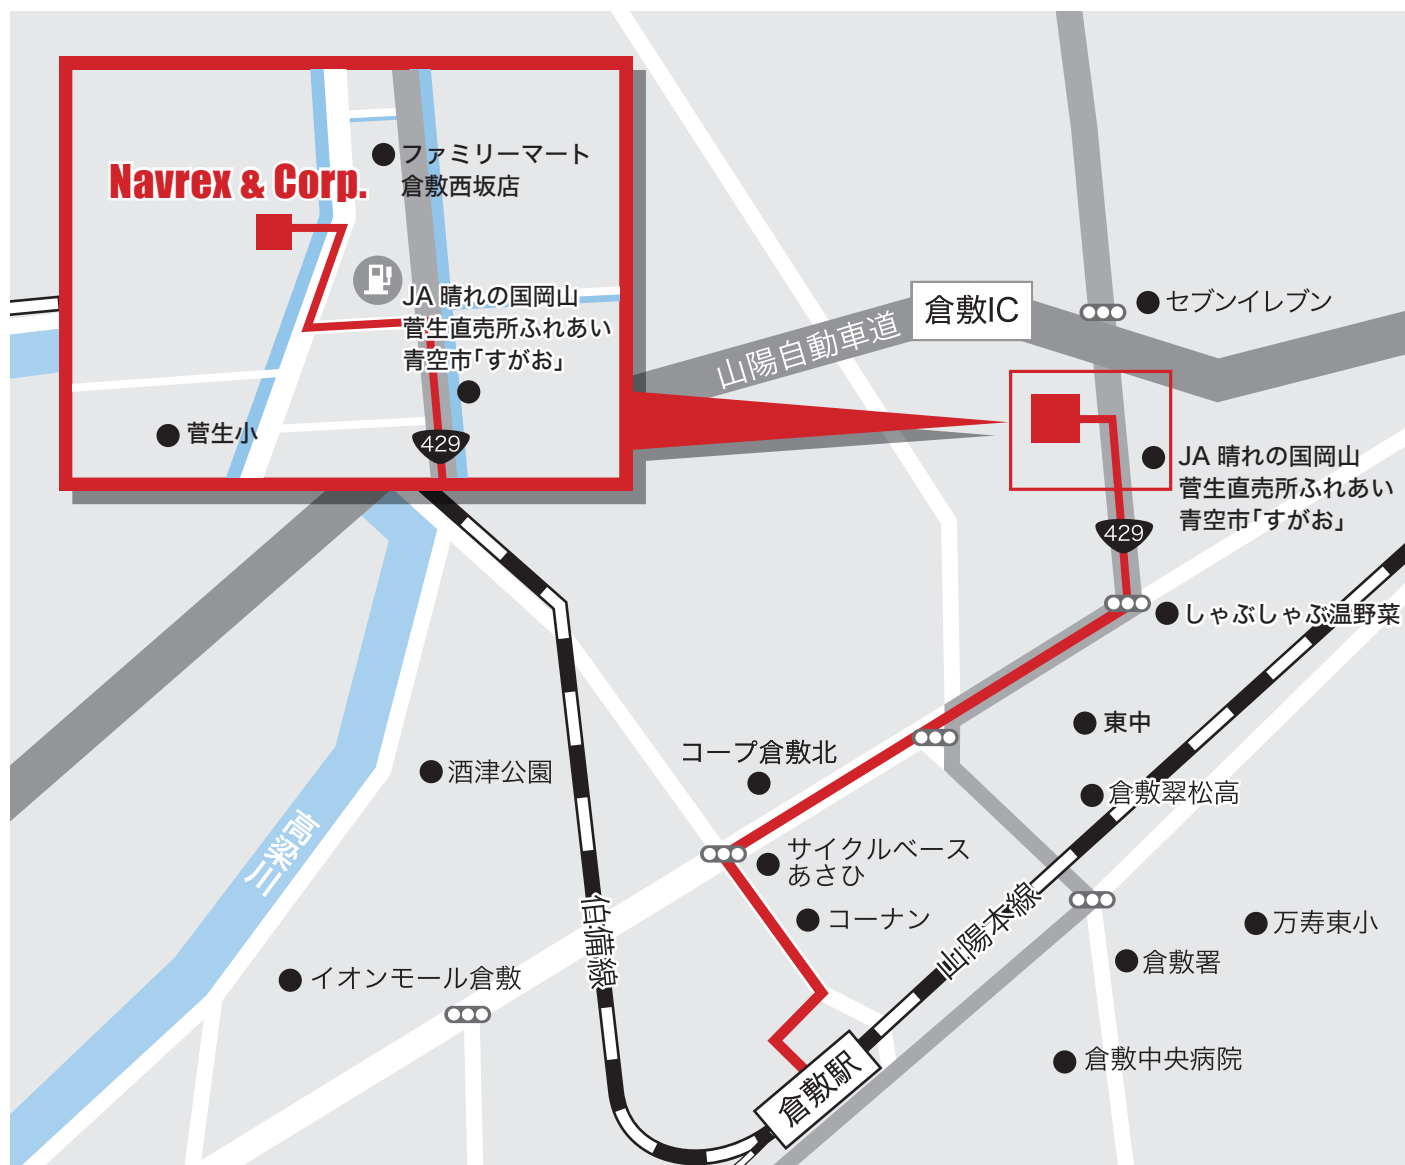 Navrex & Corp.
ファミリーマート
倉敷西坂店
JA 晴れの国岡山
菅生直売所ふれあい
青空市「すがお」
菅生小
429
山陽自動車道
倉敷IC
セブンイレブン
JA 晴れの国岡山
菅生直売所ふれあい
青空市「すがお」
429
しゃぶしゃぶ温野菜
東中
コープ倉敷北
酒津公園
倉敷翠松高
高梁川
サイクルベース
あさひ
コーナン
伯備線
山陽本線
万寿東小
倉敷署
イオンモール倉敷
倉敷中央病院
倉敷駅